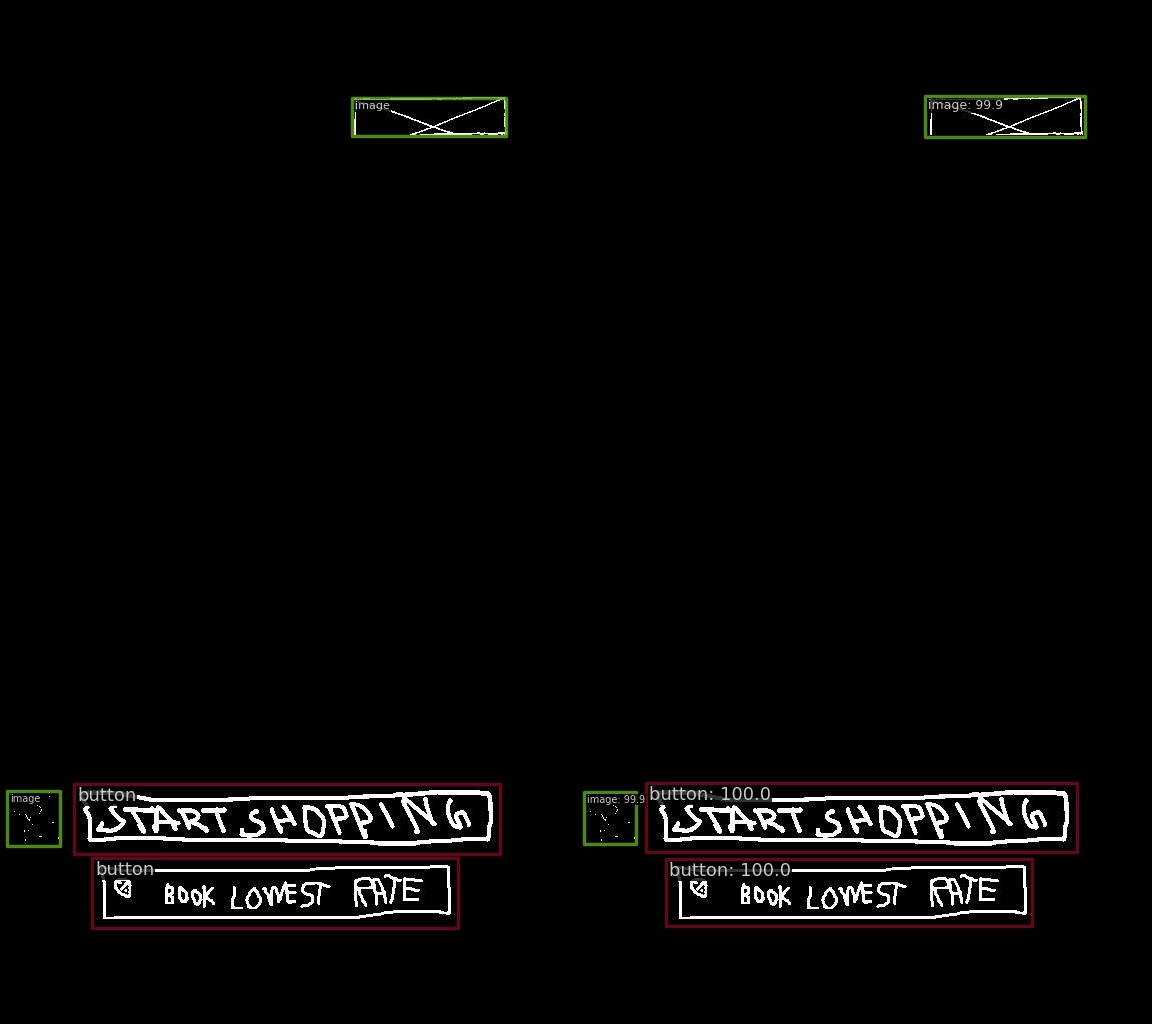 image
image: 99.9
image
button
START SHOPPING
image: 99.9
button: 100.0
START SHOPPING
button
BOOK LOWEST RATE
button: 100.0
BOOK LOWEST RATE